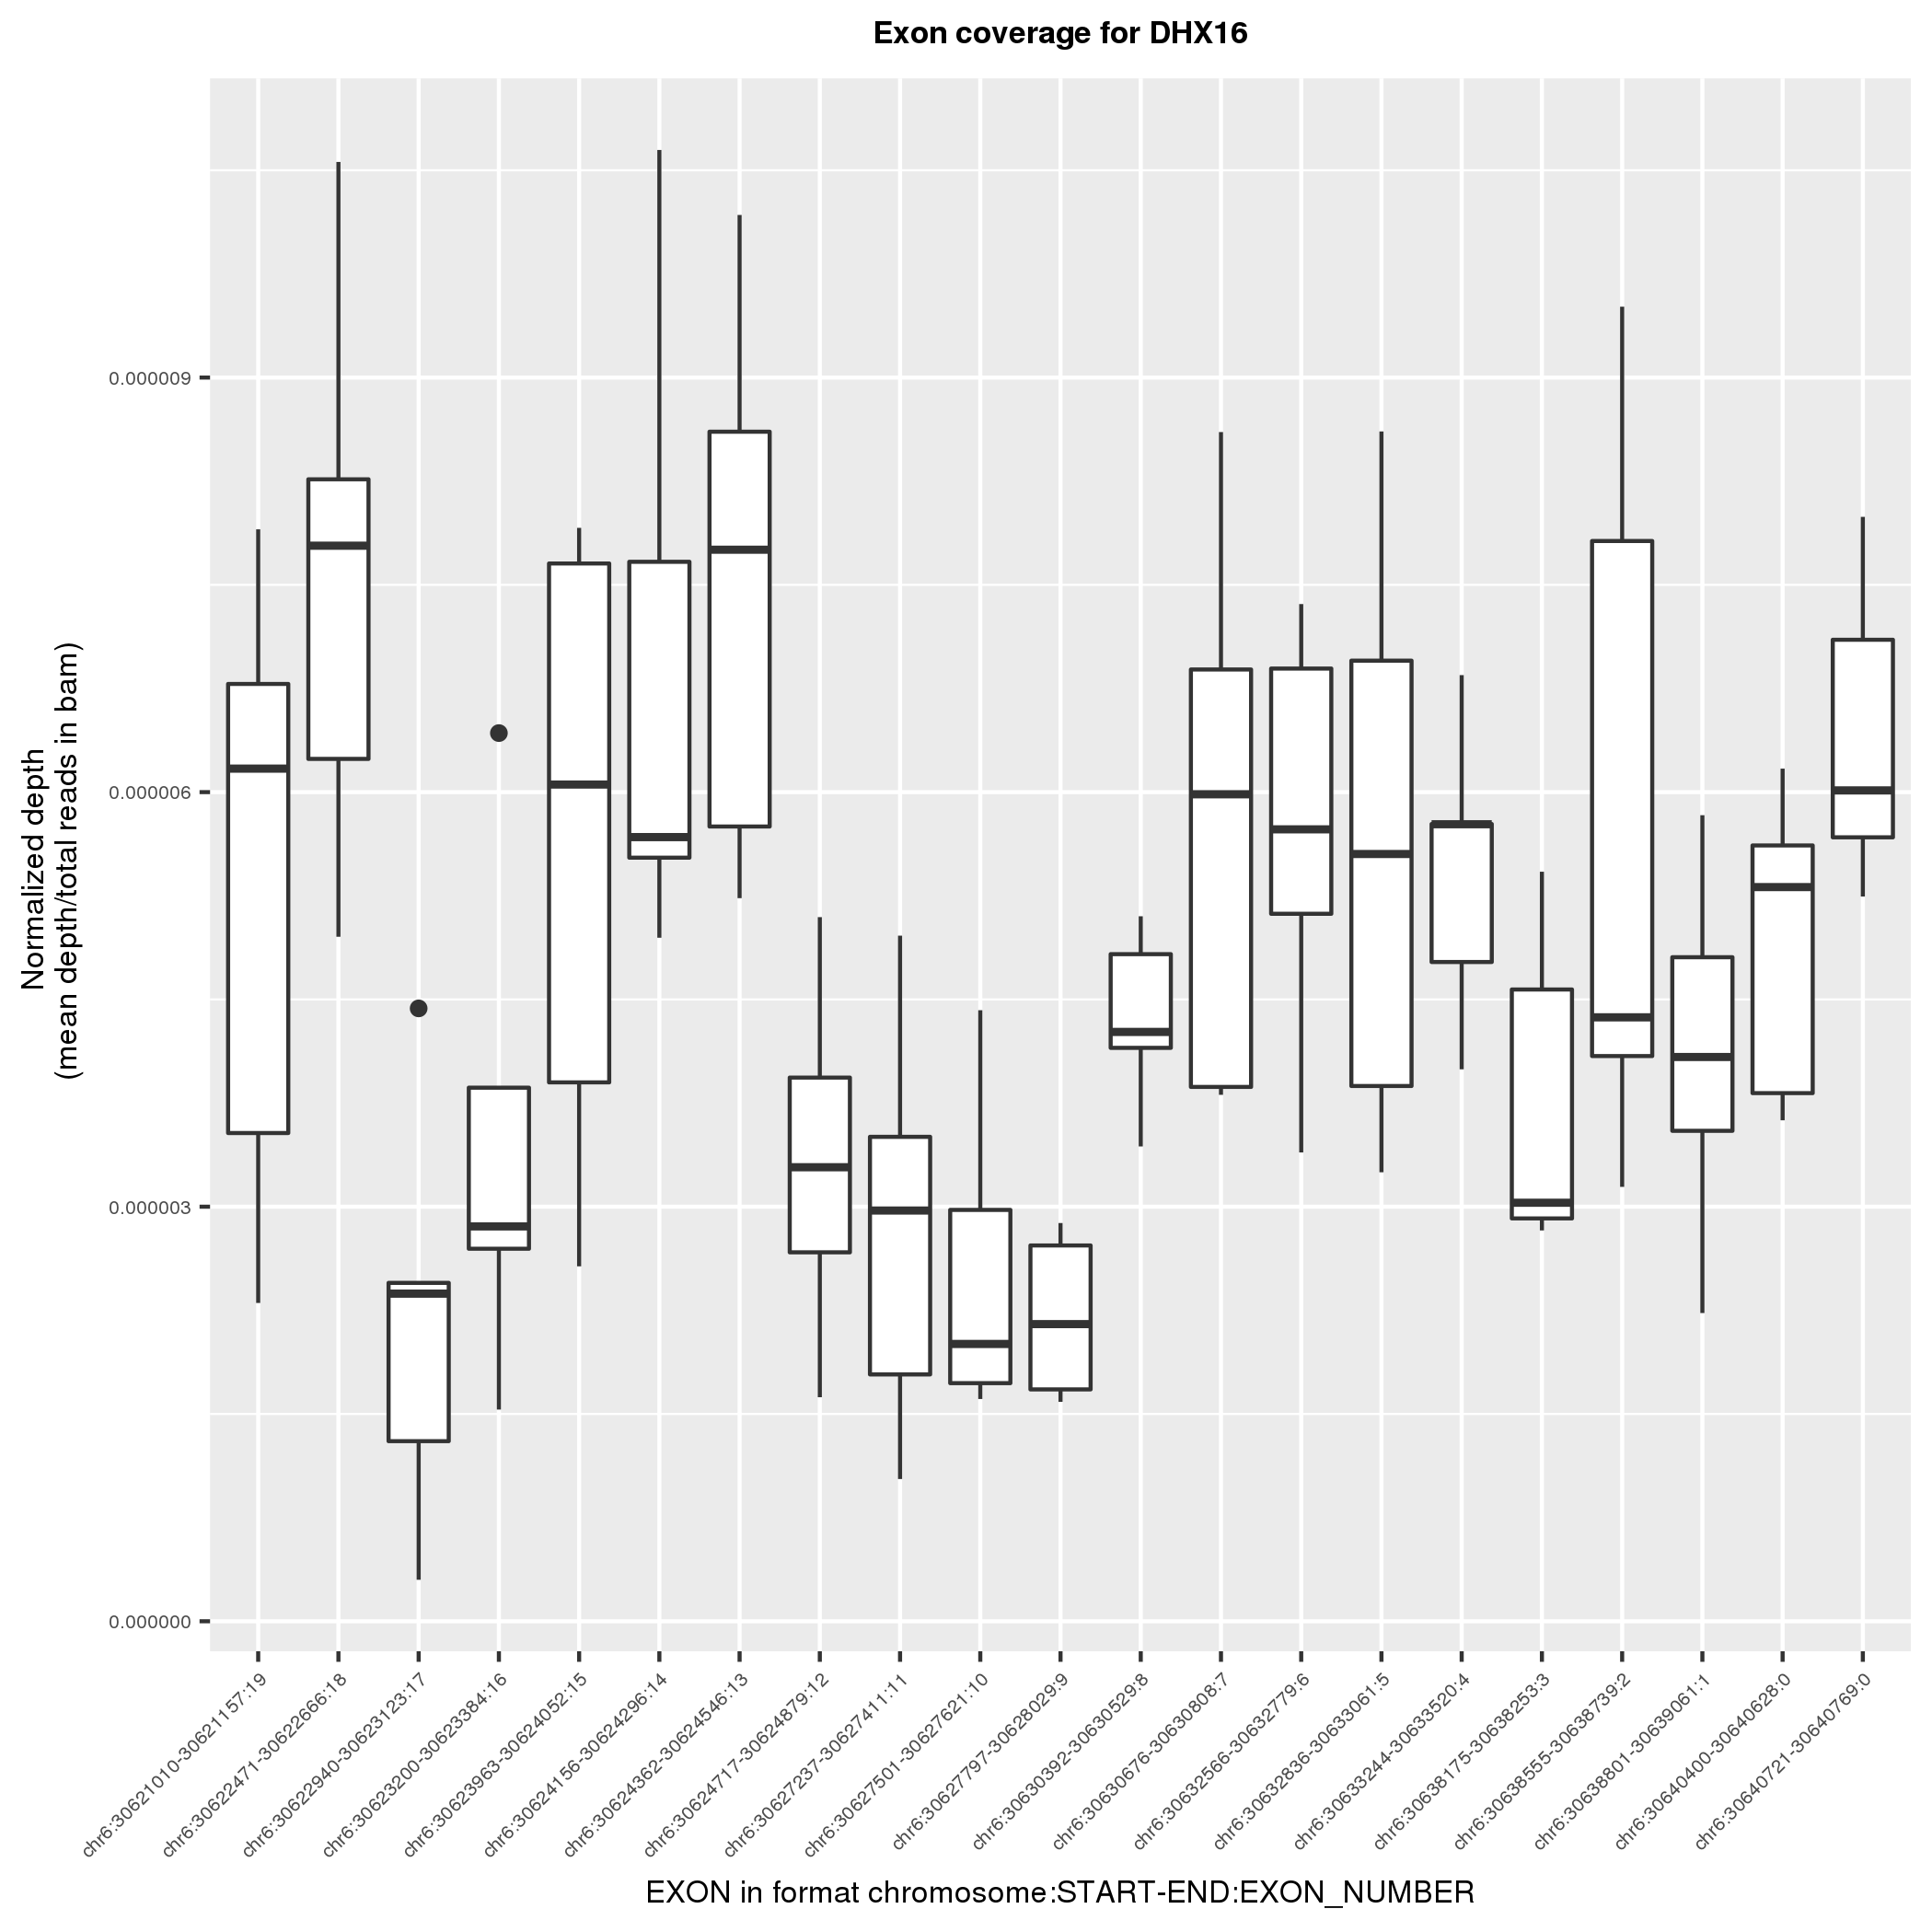 Exon coverage for DHX16
Normalized depth
(mean depth/total reads in bam)
0.000009
0.000006
0.000003
0.000000
chr6:30621010-30621157:19
chr6:30622471-30622666:18
chr6:30622940-30623123:17
chr6:30623200-30623384:16
chr6:30623963-30624052:15
chr6:30624156-30624296:14
chr6:30624362-30624546:13
chr6:30624717-30624879:12
chr6:30627237-30627411:11
chr6:30627501-30627621:10
chr6:30627797-30628029:9
chr6:30630392-30630529:8
chr6:30630676-30630808:7
chr6:30632566-30632779:6
chr6:30632836-30633061:5
chr6:30633244-30633520:4
chr6:30638175-30638253:3
chr6:30638555-30638739:2
chr6:30638801-30639061:1
chr6:30640400-30640628:0
chr6:30640721-30640769:0
EXON in format chromosome:START-END:EXON_NUMBER